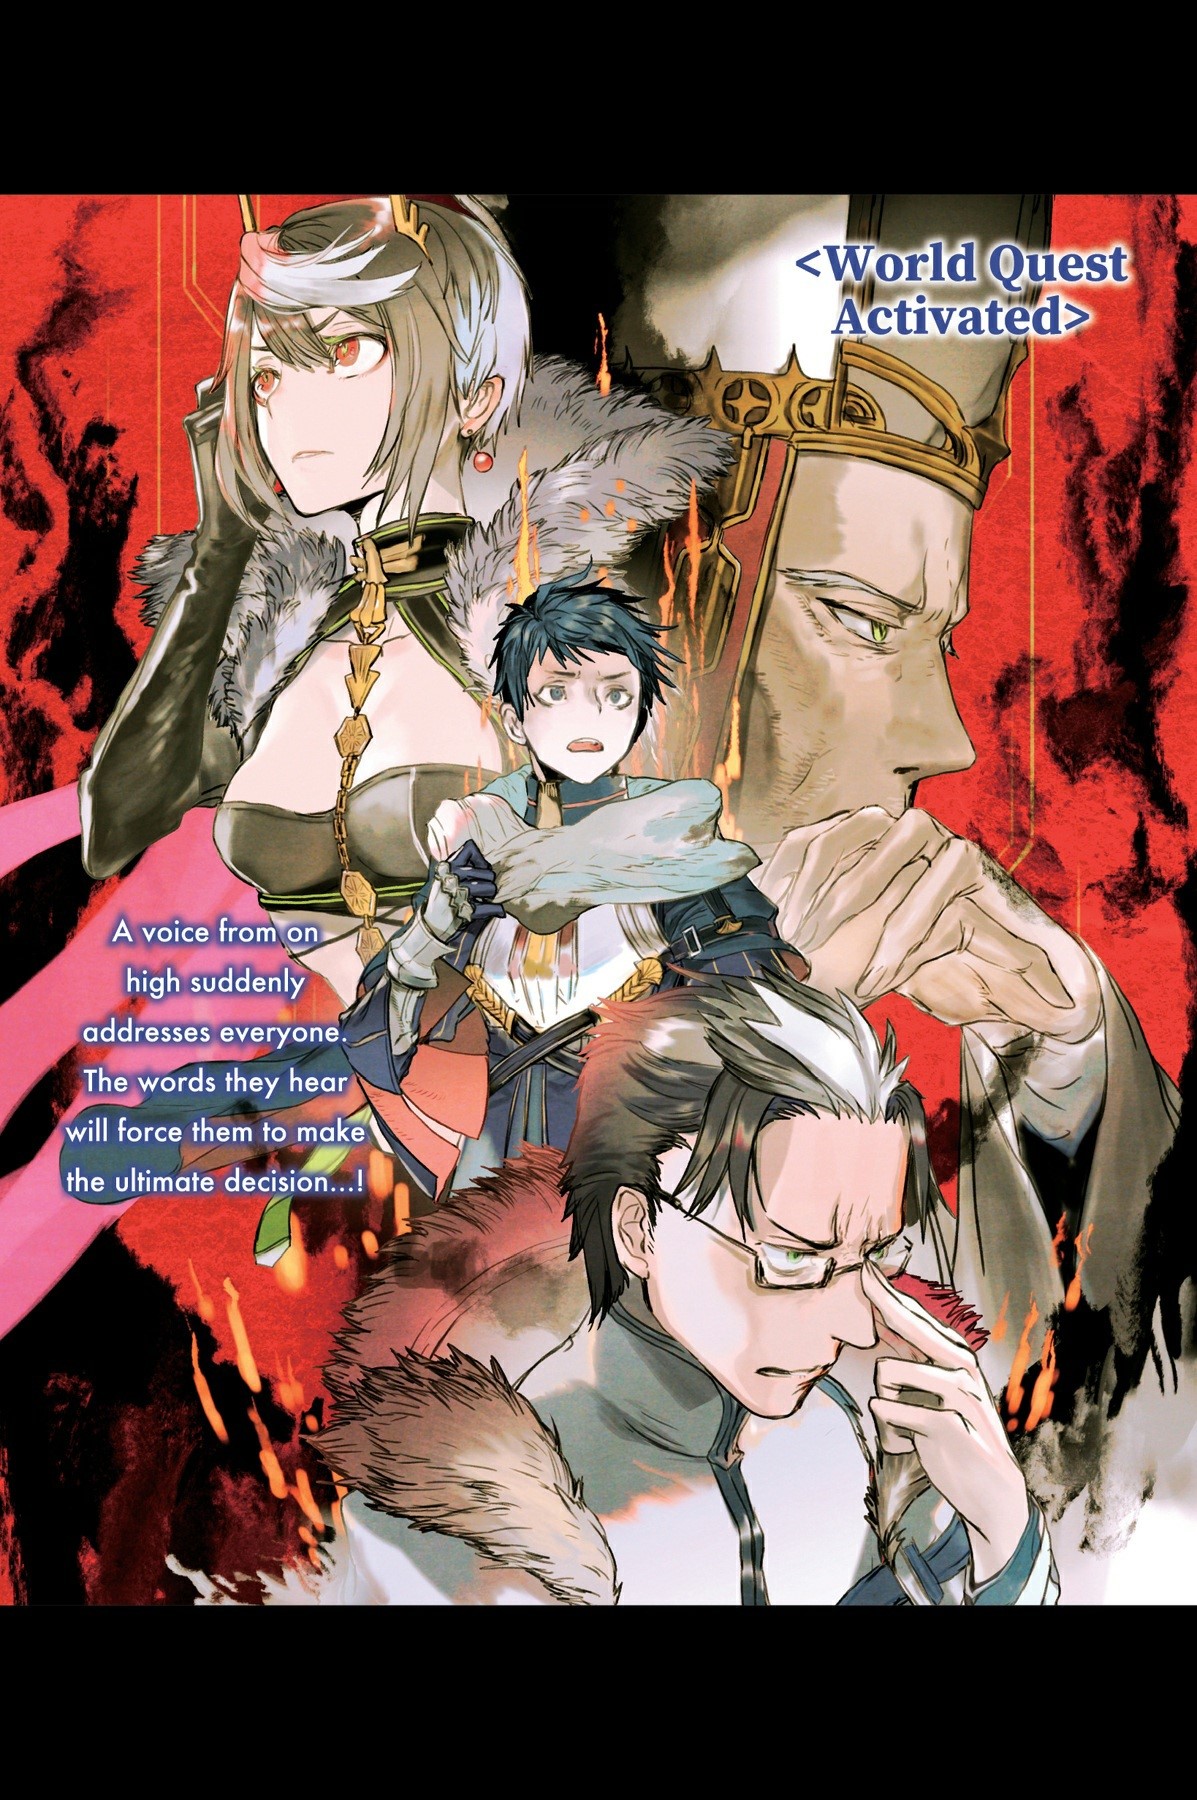 <World Quest
Activated>
A voice from on
high suddenly
addresses everyone.
The words they hear
will force them to make
the ultimate decision...!